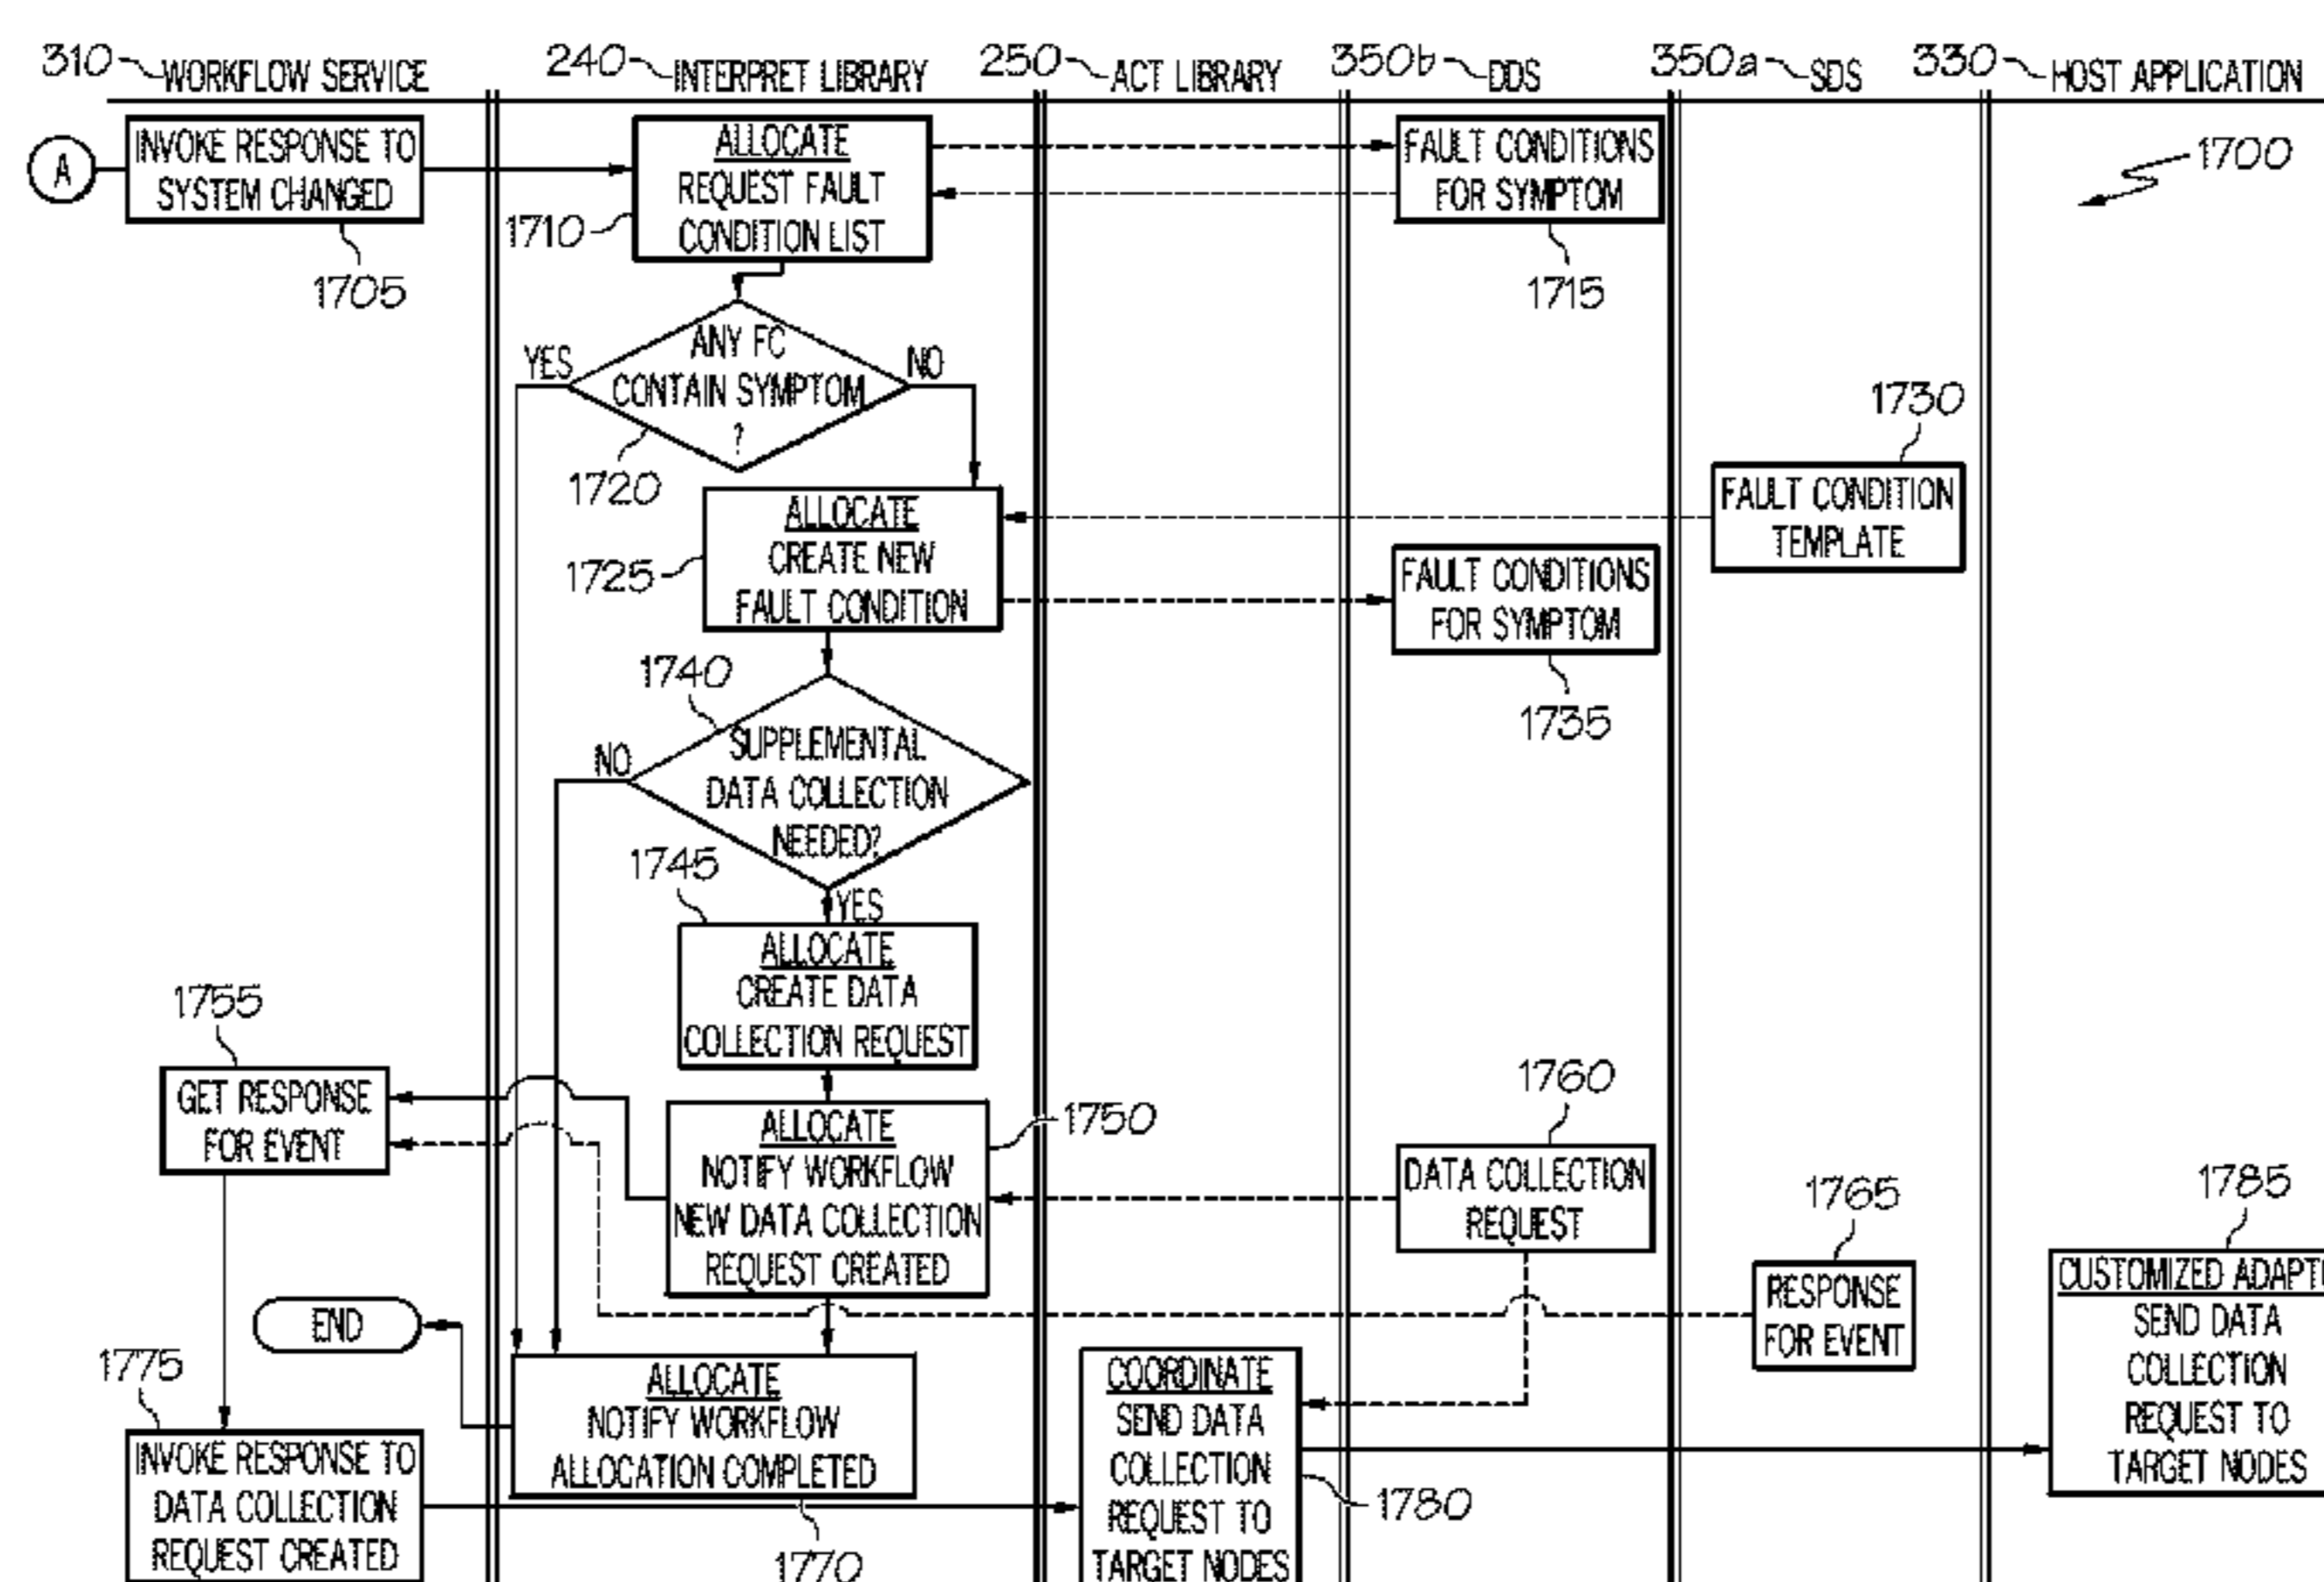 310 WORKFLOW SERVICE
240 INTERPRET LIBRARY
250 ACT LIBRARY
350b DDS
350a SDS
330 HOST APPLICATION
1700
A
INVOKE RESPONSE TO
SYSTEM CHANGED
1705
ALLOCATE
REQUEST FAULT
CONDITION LIST
1710
FAULT CONDITIONS
FOR SYMPTOM
1715
ANY FC
CONTAIN SYMPTOM
?
YES
NO
1720
1730
FAULT CONDITION
TEMPLATE
ALLOCATE
CREATE NEW
FAULT CONDITION
1725
FAULT CONDITIONS
FOR SYMPTOM
1735
1740
SUPPLEMENTAL
DATA COLLECTION
NEEDED?
NO
YES
1745
ALLOCATE
CREATE DATA
COLLECTION REQUEST
1755
GET RESPONSE
FOR EVENT
ALLOCATE
NOTIFY WORKFLOW
NEW DATA COLLECTION
REQUEST CREATED
1750
1760
DATA COLLECTION
REQUEST
1765
RESPONSE
FOR EVENT
1785
CUSTOMIZED ADAPTO
SEND DATA
COLLECTION
REQUEST TO
TARGET NODES
END
1775
INVOKE RESPONSE TO
DATA COLLECTION
REQUEST CREATED
ALLOCATE
NOTIFY WORKFLOW
ALLOCATION COMPLETED
1770
COORDINATE
SEND DATA
COLLECTION
REQUEST TO
TARGET NODES
1780